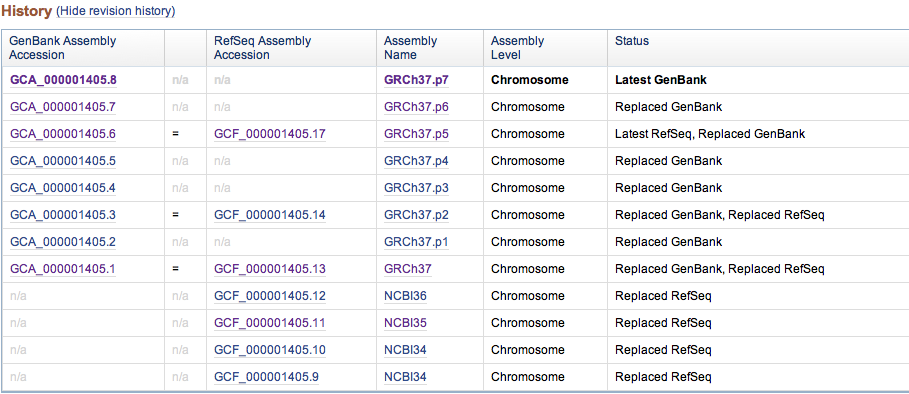 History (Hide revision history)
GenBank Assembly Accession RefSeq Assembly Accession Assembly Name Assembly Level Status
GCA_000001405.8 n/a n/a GRCh37.p7 Chromosome Latest GenBank
GCA_000001405.7 n/a n/a GRCh37.p6 Chromosome Replaced GenBank
GCA_000001405.6 = GCF_000001405.17 GRCh37.p5 Chromosome Latest RefSeq, Replaced GenBank
GCA_000001405.5 n/a n/a GRCh37.p4 Chromosome Replaced GenBank
GCA_000001405.4 n/a n/a GRCh37.p3 Chromosome Replaced GenBank
GCA_000001405.3 = GCF_000001405.14 GRCh37.p2 Chromosome Replaced GenBank, Replaced RefSeq
GCA_000001405.2 n/a n/a GRCh37.p1 Chromosome Replaced GenBank
GCA_000001405.1 = GCF_000001405.13 GRCh37 Chromosome Replaced GenBank, Replaced RefSeq
n/a n/a GCF_000001405.12 NCBI36 Chromosome Replaced RefSeq
n/a n/a GCF_000001405.11 NCBI35 Chromosome Replaced RefSeq
n/a n/a GCF_000001405.10 NCBI34 Chromosome Replaced RefSeq
n/a n/a GCF_000001405.9 NCBI34 Chromosome Replaced RefSeq